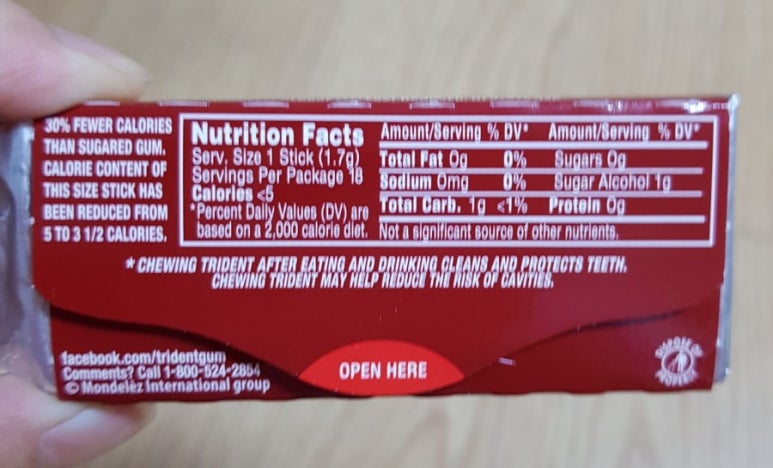 30% FEWER CALORIES
THAN SUGARED GUM.
CALORIE CONTENT OF
THIS SIZE STICK HAS
BEEN REDUCED FROM
5 TO 3 1/2 CALORIES.
Nutrition Facts
Serv. Size 1 Stick (1.7g)
Servings Per Package 18
Calories <5
*Percent Daily Values (DV) are
based on a 2,000 calorie diet.
Amount/Serving % DV* Amount/Serving % DV*
Total Fat 0g 0% Sugars 0g
Sodium 0mg 0% Sugar Alcohol 1g
Total Carb. 1g <1% Protein 0g
Not a significant source of other nutrients.
* CHEWING TRIDENT AFTER EATING AND DRINKING CLEANS AND PROTECTS TEETH.
CHEWING TRIDENT MAY HELP REDUCE THE RISK OF CAVITIES.
facebook.com/tridentgum
Comments? Call 1-800-524-2854
© Mondelēz International group
OPEN HERE
DISPOSE OF
PROPERLY